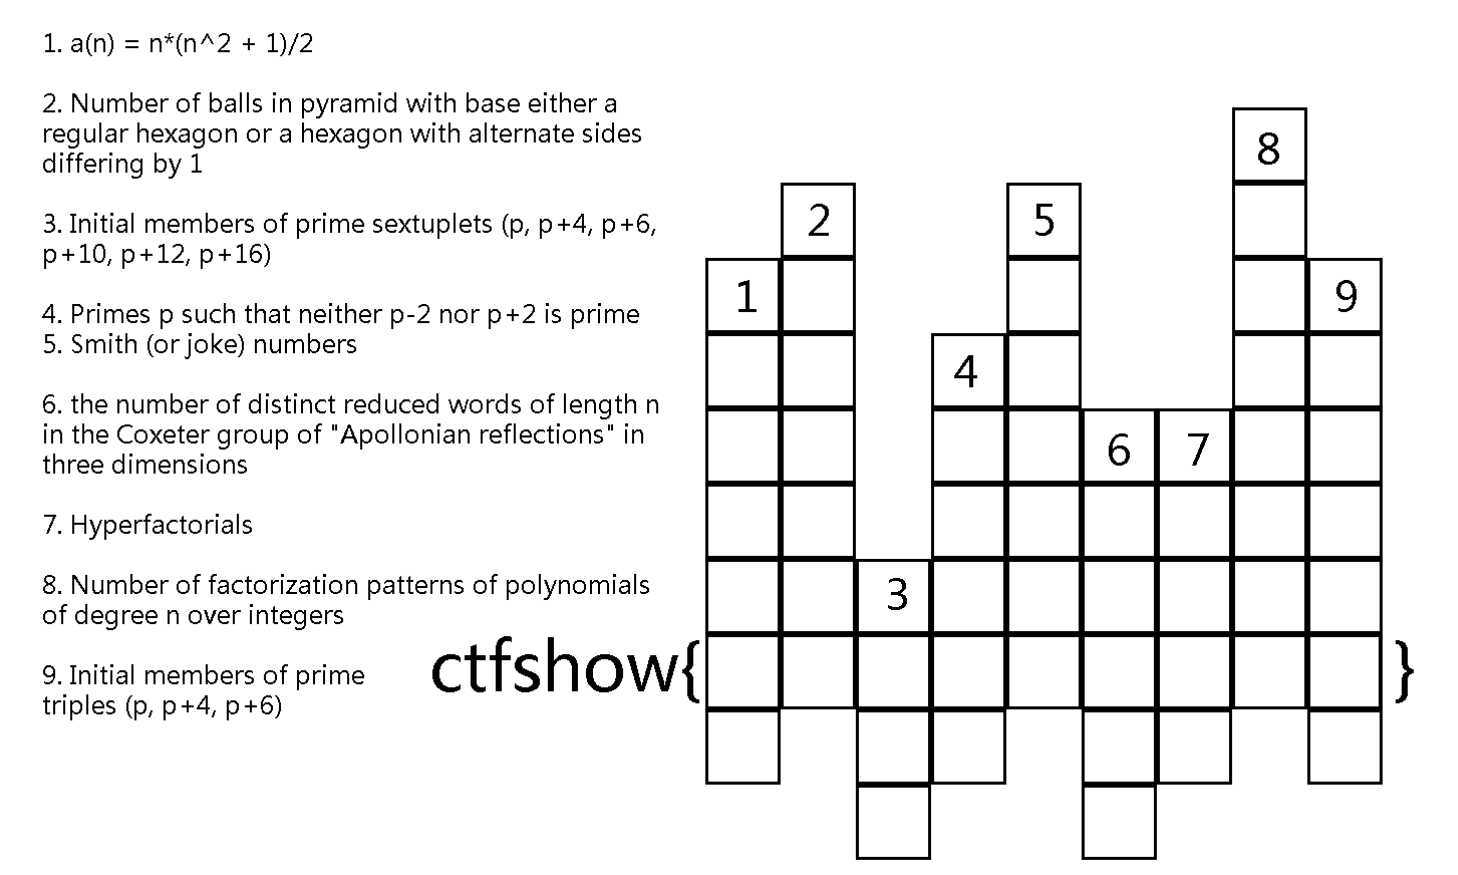 1. a(n) = n*(n^2 + 1)/2
2. Number of balls in pyramid with base either a
regular hexagon or a hexagon with alternate sides
differing by 1
3. Initial members of prime sextuplets (p, p+4, p+6,
p+10, p+12, p+16)
4. Primes p such that neither p-2 nor p+2 is prime
5. Smith (or joke) numbers
6. the number of distinct reduced words of length n
in the Coxeter group of "Apollonian reflections" in
three dimensions
7. Hyperfactorials
8. Number of factorization patterns of polynomials
of degree n over integers
9. Initial members of prime
triples (p, p+4, p+6)
8
2
5
1
9
4
6
7
3
ctfshow{
}